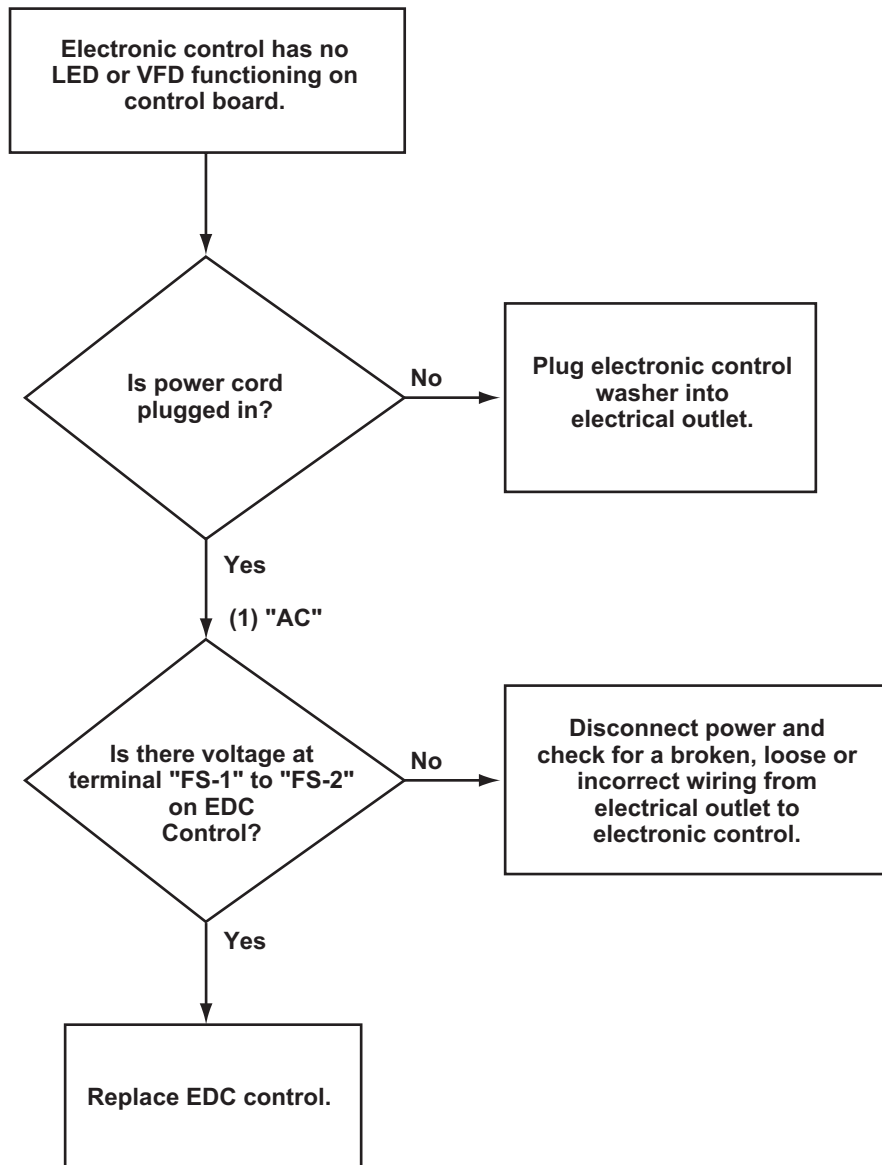 Electronic control has no
LED or VFD functioning on
control board.
Is power cord
plugged in?
No
Plug electronic control
washer into
electrical outlet.
Yes
(1) "AC"
Is there voltage at
terminal "FS-1" to "FS-2"
on EDC
Control?
No
Disconnect power and
check for a broken, loose or
incorrect wiring from
electrical outlet to
electronic control.
Yes
Replace EDC control.